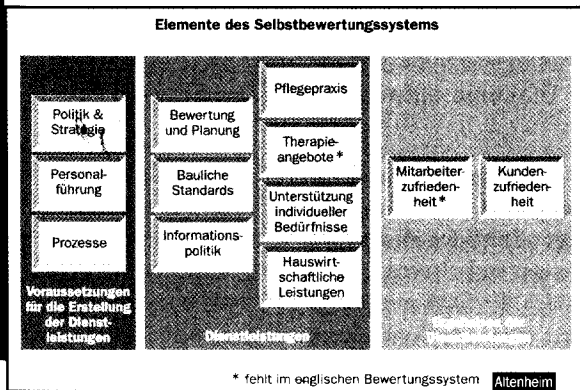 Elemente des Selbstbewertungssystems
Politik &
Strategie
Personal-
führung
Prozesse
Voraussetzungen
für die Erstellung
der Dienst-
leistungen
Bewertung
und Planung
Bauliche
Standards
Informations-
politik
Pflegepraxis
Therapie-
angebote *
Unterstützung
individueller
Bedürfnisse
Hauswirt-
schaftliche
Leistungen
Dienstleistungen
Mitarbeiter-
zufrieden-
heit *
Kunden-
zufrieden-
heit
* fehlt im englischen Bewertungssystem
Altenheim